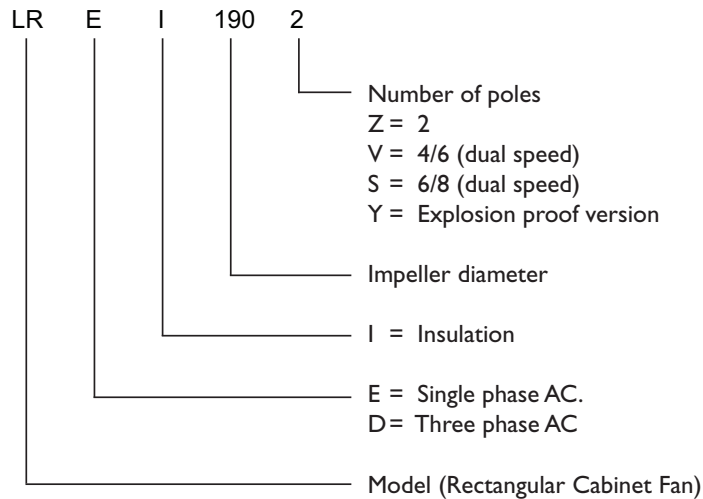 LR E I 190 2
Number of poles
Z = 2
V = 4/6 (dual speed)
S = 6/8 (dual speed)
Y = Explosion proof version
Impeller diameter
I = Insulation
E = Single phase AC.
D = Three phase AC
Model (Rectangular Cabinet Fan)